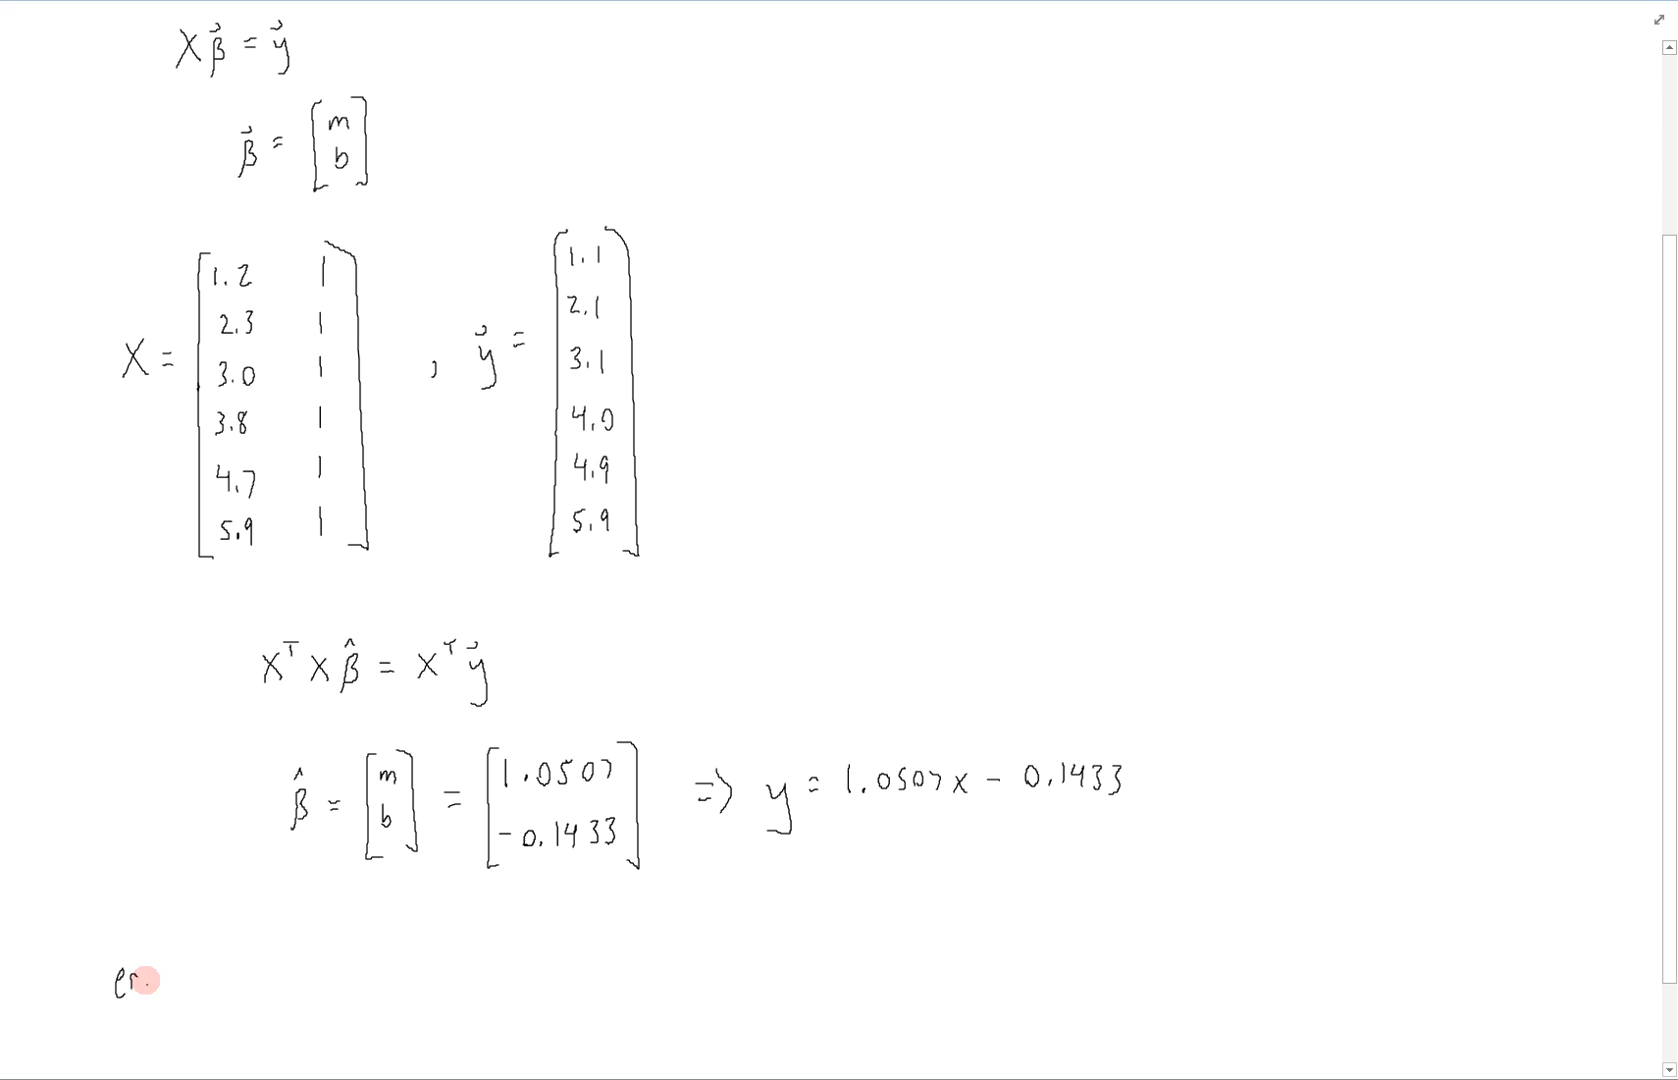 Xβ⃗ = y⃗
β⃗ = [m
b]
X = [1.2 1
2.3 1
3.0 1
3.8 1
4.7 1
5.9 1]
, y⃗ = [1.1
2.1
3.1
4.0
4.9
5.9]
XᵀXβ̂ = Xᵀy⃗
β̂ = [m
b] = [1.0507
-0.1433] => y = 1.0507x - 0.1433
er